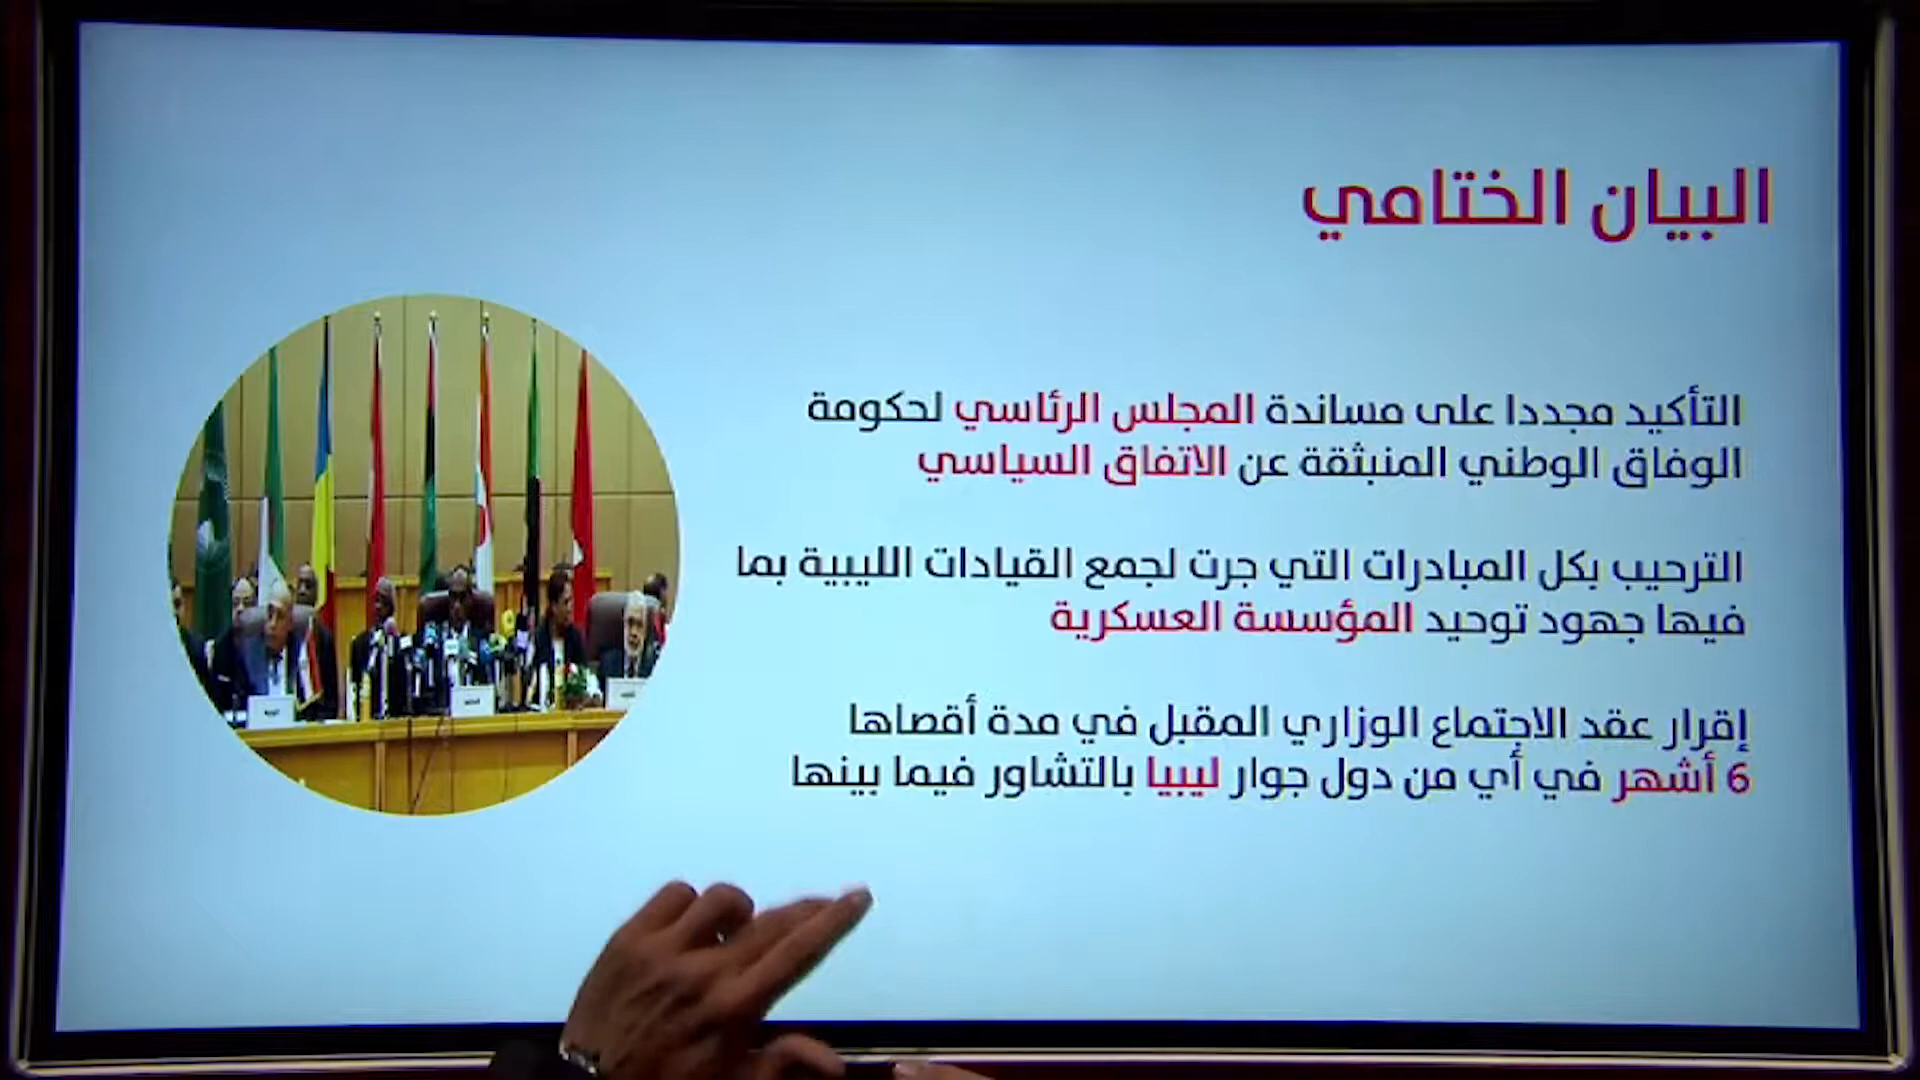 البيان الختامي
التأكيد مجددا على مساندة المجلس الرئاسي لحكومة
الوفاق الوطني المنبثقة عن الاتفاق السياسي
الترحيب بكل المبادرات التي جرت لجمع القيادات الليبية بما
فيها جهود توحيد المؤسسة العسكرية
إقرار عقد الاجتماع الوزاري المقبل في مدة أقصاها
6 أشهر في أي من دول جوار ليبيا بالتشاور فيما بينها